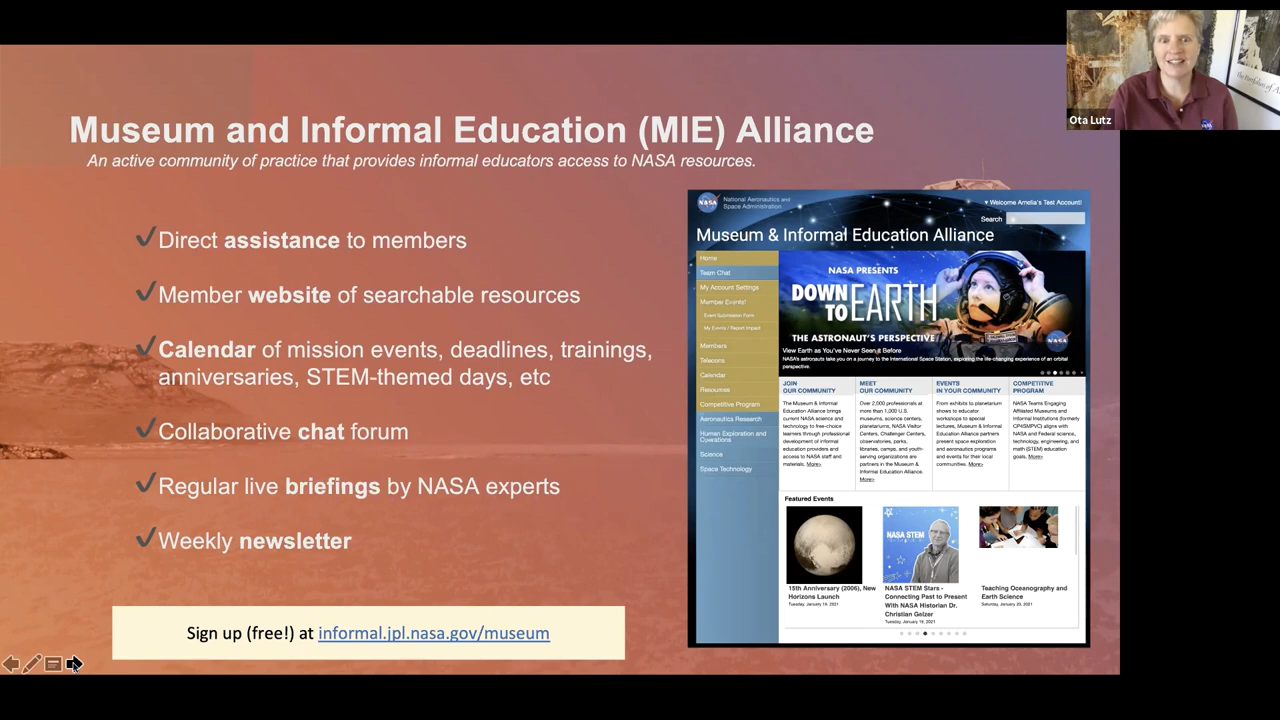 Ota Lutz
Museum and Informal Education (MIE) Alliance
An active community of practice that provides informal educators access to NASA resources.
Direct assistance to members
Member website of searchable resources
Calendar of mission events, deadlines, trainings,
anniversaries, STEM-themed days, etc
Collaborative chat forum
Regular live briefings by NASA experts
Weekly newsletter
Sign up (free!) at informal.jpl.nasa.gov/museum
NASA
National Aeronautics and
Space Administration
Welcome Amelia's Test Account!
Search
Museum & Informal Education Alliance
Home
Team Chat
My Account Settings
Member Events!
Event Submission Form
My Events / Report Impact
Members
Telecons
Calendar
Resources
Competitive Program
Aeronautics Research
Human Exploration and
Operations
Science
Space Technology
NASA PRESENTS
DOWN
TO EARTH
THE ASTRONAUT'S PERSPECTIVE
View Earth as You've Never Seen it Before
NASA's astronauts take you on a journey to the International Space Station, exploring the life-changing experience of an orbital
perspective.
JOIN
OUR COMMUNITY
The Museum & Informal
Education Alliance brings
current NASA science and
technology to free-choice
learners through professional
development of informal
education providers and
access to NASA staff and
materials. More»
MEET
OUR COMMUNITY
Over 2,000 professionals at
more than 1,000 U.S.
museums, science centers,
planetariums, NASA Visitor
Centers, Challenger Centers,
observatories, parks,
libraries, camps, and youth-
serving organizations are
partners in the Museum &
Informal Education Alliance.
More»
EVENTS
IN YOUR COMMUNITY
From exhibits to planetarium
shows to educator
workshops to special
lectures, Museum & Informal
Education Alliance partners
present space exploration
and aeronautics programs
and events for their local
communities. More»
COMPETITIVE
PROGRAM
NASA Teams Engaging
Affiliated Museums and
Informal Institutions (formerly
CP4SMPVC) aligns with
NASA and Federal science,
technology, engineering, and
math (STEM) education
goals. More»
Featured Events
15th Anniversary (2006), New
Horizons Launch
Tuesday, January 19, 2021
NASA STEM
NASA STEM Stars -
Connecting Past to Present
With NASA Historian Dr.
Christian Gelzer
Tuesday, January 19, 2021
Teaching Oceanography and
Earth Science